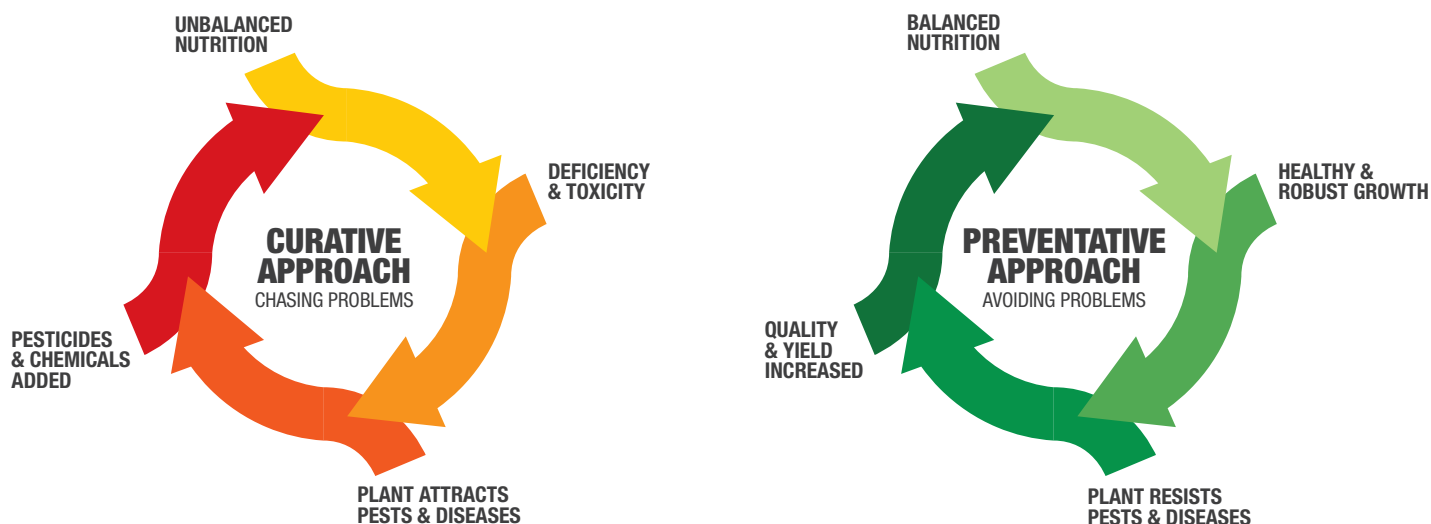 UNBALANCED
NUTRITION
DEFICIENCY
& TOXICITY
CURATIVE
APPROACH
CHASING PROBLEMS
PESTICIDES
& CHEMICALS
ADDED
PLANT ATTRACTS
PESTS & DISEASES
BALANCED
NUTRITION
HEALTHY &
ROBUST GROWTH
PREVENTATIVE
APPROACH
AVOIDING PROBLEMS
QUALITY
& YIELD
INCREASED
PLANT RESISTS
PESTS & DISEASES